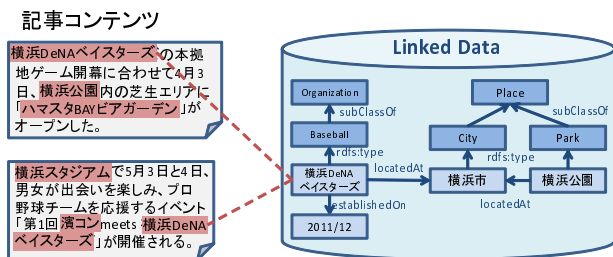 記事コンテンツ
横浜DeNAベイスターズの本拠
地ゲーム開幕に合わせて4月3
日、横浜公園内の芝生エリアに
「ハマスタBAYビアガーデン」が
オープンした。
横浜スタジアムで5月3日と4日、
男女が出会いを楽しみ、プロ
野球チームを応援するイベント
「第1回 濱コン meets 横浜DeNA
ベイスターズ」が開催される。
Linked Data
Organization
Place
subClassOf
subClassOf
Baseball
City
Park
rdfs:type
rdfs:type
横浜DeNA
ベイスターズ
locatedAt
横浜市
横浜公園
establishedOn
locatedAt
2011/12